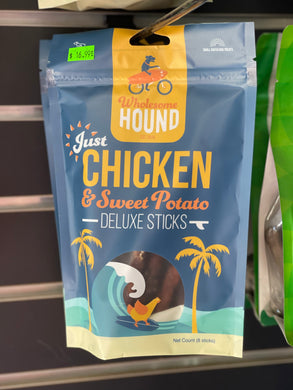 $ 16.99
Wholesome
HOUND
Just
CHICKEN
& Sweet Potato
DELUXE STICKS
Net Count (8 sticks)